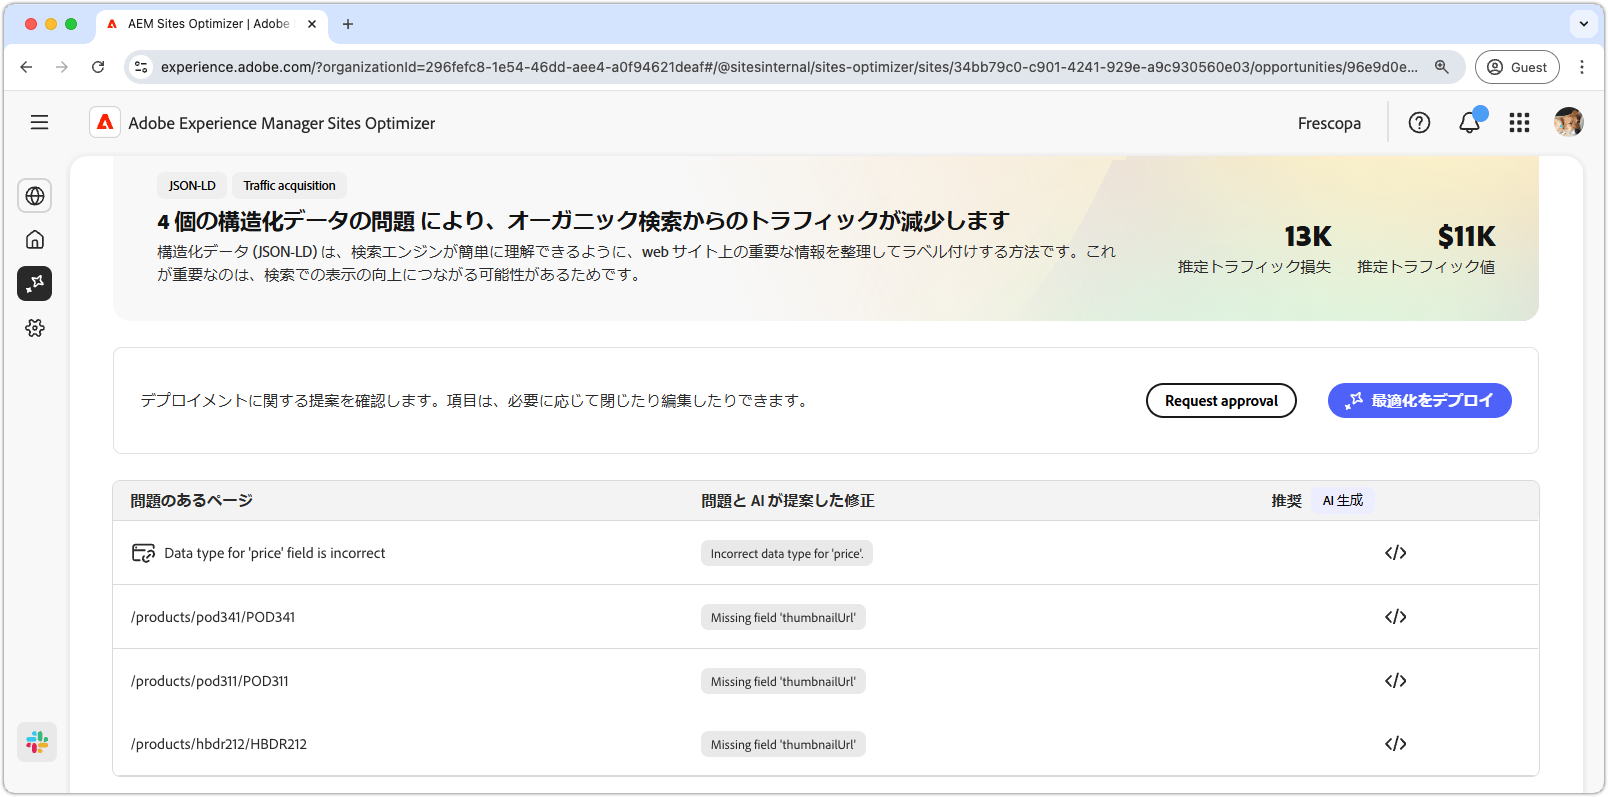 AEM Sites Optimizer | Adobe
experience.adobe.com/?organizationId=296fefc8-1e54-46dd-aee4-a0f94621deaf#/@sitesinternal/sites-optimizer/sites/34bb79c0-c901-4241-929e-a9c930560e03/opportunities/96e9d0e...
Guest
Adobe Experience Manager Sites Optimizer
Frescopa
JSON-LD Traffic acquisition
4 個の構造化データの問題 により、オーガニック検索からのトラフィックが減少します
構造化データ (JSON-LD) は、検索エンジンが簡単に理解できるように、web サイト上の重要な情報を整理してラベル付けする方法です。これ
が重要なのは、検索での表示の向上につながる可能性があるためです。
13K $11K
推定トラフィック損失 推定トラフィック値
デプロイメントに関する提案を確認します。項目は、必要に応じて閉じたり編集したりできます。
Request approval 最適化をデプロイ
問題のあるページ 問題と AI が提案した修正 推奨 AI 生成
Data type for 'price' field is incorrect Incorrect data type for 'price'.
/products/pod341/POD341 Missing field 'thumbnailUrl'
/products/pod311/POD311 Missing field 'thumbnailUrl'
/products/hbdr212/HBDR212 Missing field 'thumbnailUrl'